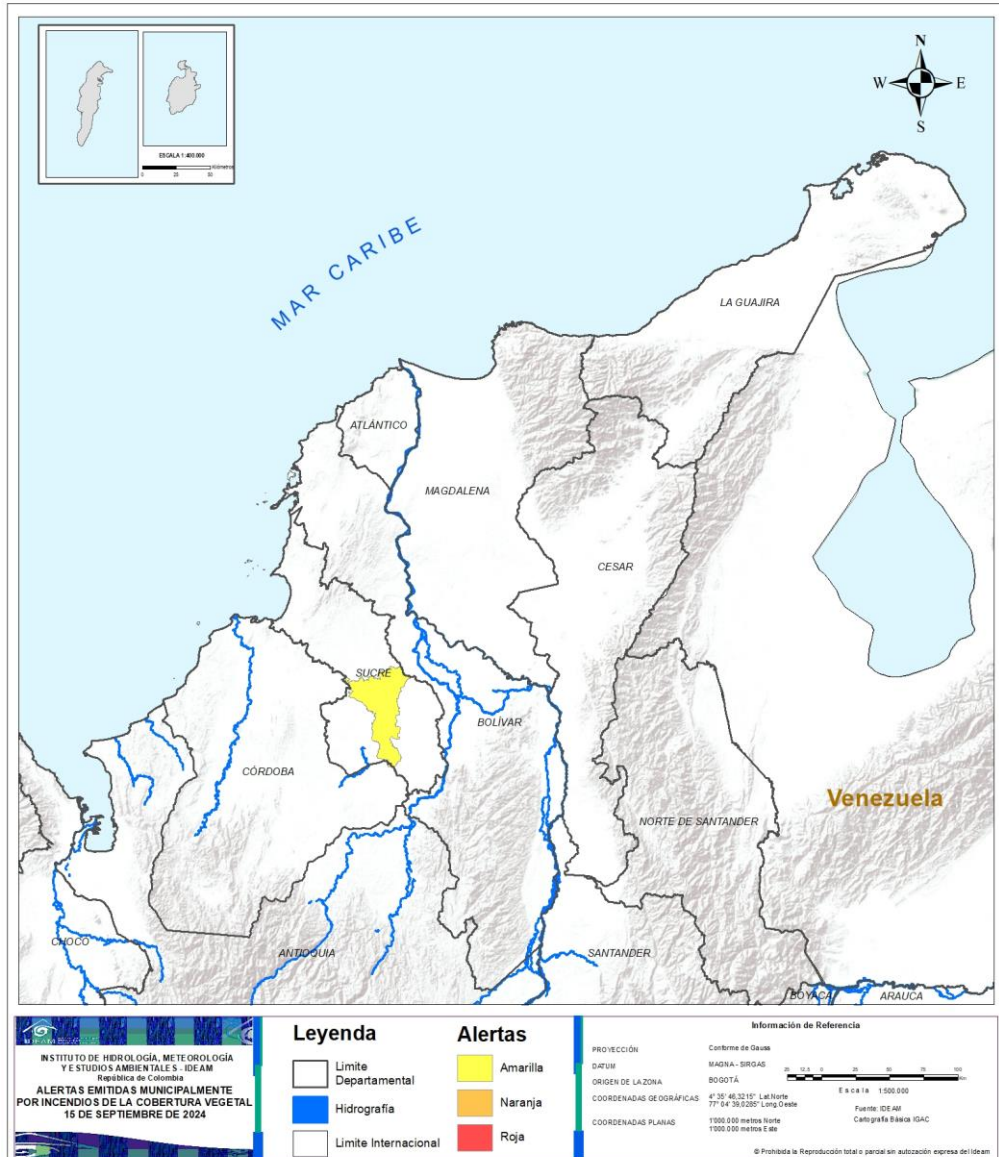 N
W
E
S
ESCALA 1:400.000
MAR CARIBE
LA GUAJIRA
ATLÁNTICO
MAGDALENA
CESAR
SUCRE
BOLÍVAR
CÓRDOBA
Venezuela
NORTE DE SANTANDER
CHOCO
ANTIOQUIA
SANTANDER
BOYACÁ
ARAUCA
IDEAM
INSTITUTO DE HIDROLOGÍA, METEOROLOGÍA
Y ESTUDIOS AMBIENTALES - IDEAM
República de Colombia
ALERTAS EMITIDAS MUNICIPALMENTE
POR INCENDIOS DE LA COBERTURA VEGETAL
15 DE SEPTIEMBRE DE 2024
Leyenda
Limite
Departamental
Hidrografía
Limite Internacional
Alertas
Amarilla
Naranja
Roja
Información de Referencia
PROYECCIÓN Conforme de Gauss
DATUM MAGNA - SIRGAS
ORIGEN DE LA ZONA BOGOTÁ
COORDENADAS GEOGRÁFICAS 4° 35' 46,3215" Lat.Norte
77° 04' 39,0285" Long.Oeste
COORDENADAS PLANAS 1'000.000 metros Norte
1'000.000 metros Este
Escala 1:500.000
Fuente: IDEAM
Cartografía Básica IGAC
© Prohibida la Reproducción total o parcial sin autozación expresa del Ideam